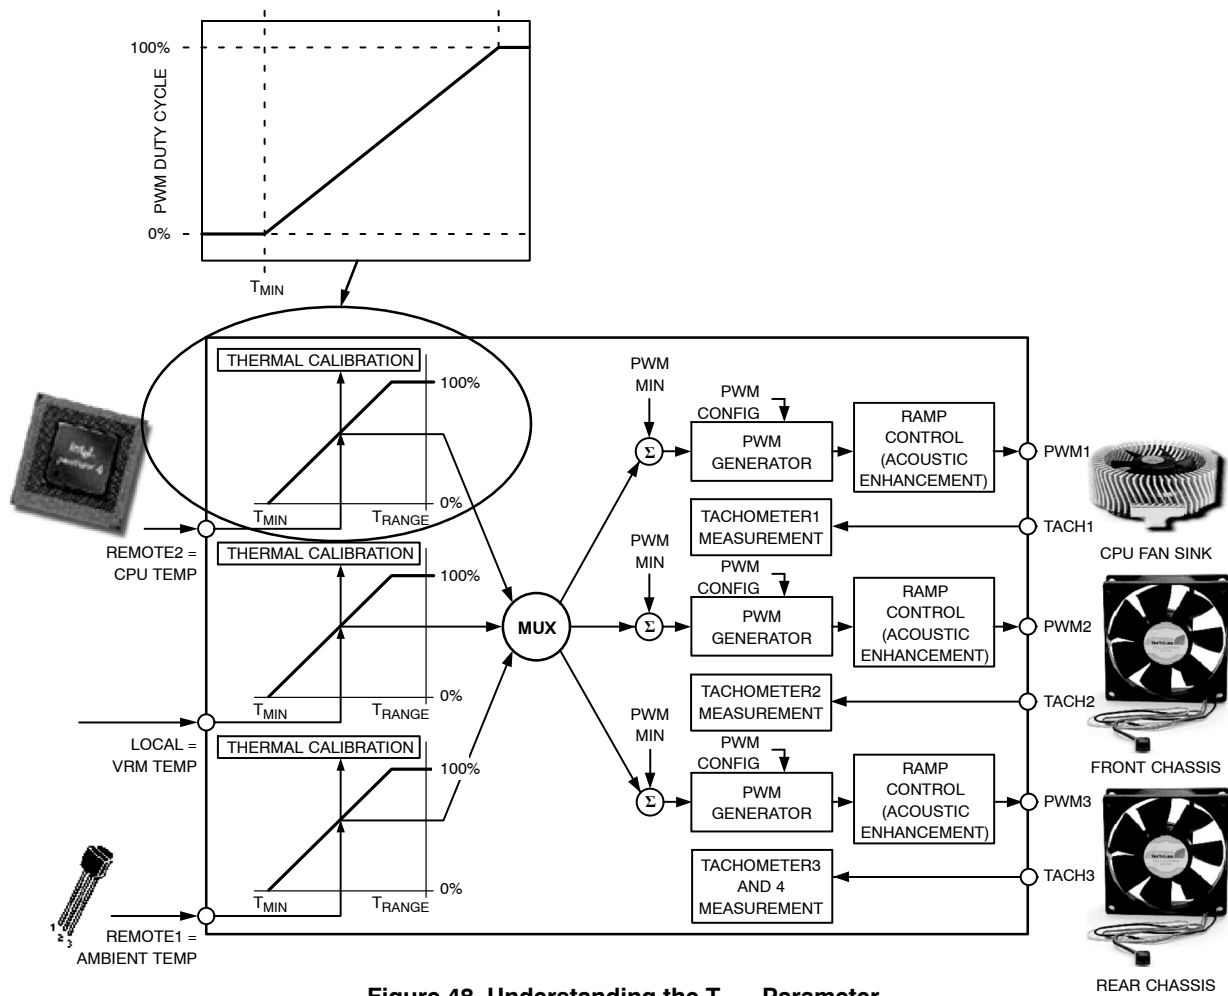 100%
PWM DUTY CYCLE
0%
TMIN
THERMAL CALIBRATION
100%
0%
TMIN
TRANGE
REMOTE2 =
CPU TEMP
THERMAL CALIBRATION
100%
0%
TMIN
TRANGE
LOCAL =
VRM TEMP
THERMAL CALIBRATION
100%
0%
TMIN
TRANGE
REMOTE1 =
AMBIENT TEMP
1
2
3
intel
MUX
PWM
MIN
Σ
PWM
CONFIG
PWM
GENERATOR
RAMP
CONTROL
(ACOUSTIC
ENHANCEMENT)
PWM1
TACHOMETER1
MEASUREMENT
TACH1
CPU FAN SINK
PWM
MIN
Σ
PWM
CONFIG
PWM
GENERATOR
RAMP
CONTROL
(ACOUSTIC
ENHANCEMENT)
PWM2
TACHOMETER2
MEASUREMENT
TACH2
FRONT CHASSIS
PWM
MIN
Σ
PWM
CONFIG
PWM
GENERATOR
RAMP
CONTROL
(ACOUSTIC
ENHANCEMENT)
PWM3
TACHOMETER3
AND 4
MEASUREMENT
TACH3
REAR CHASSIS
Figure 48. Understanding the T Parameter